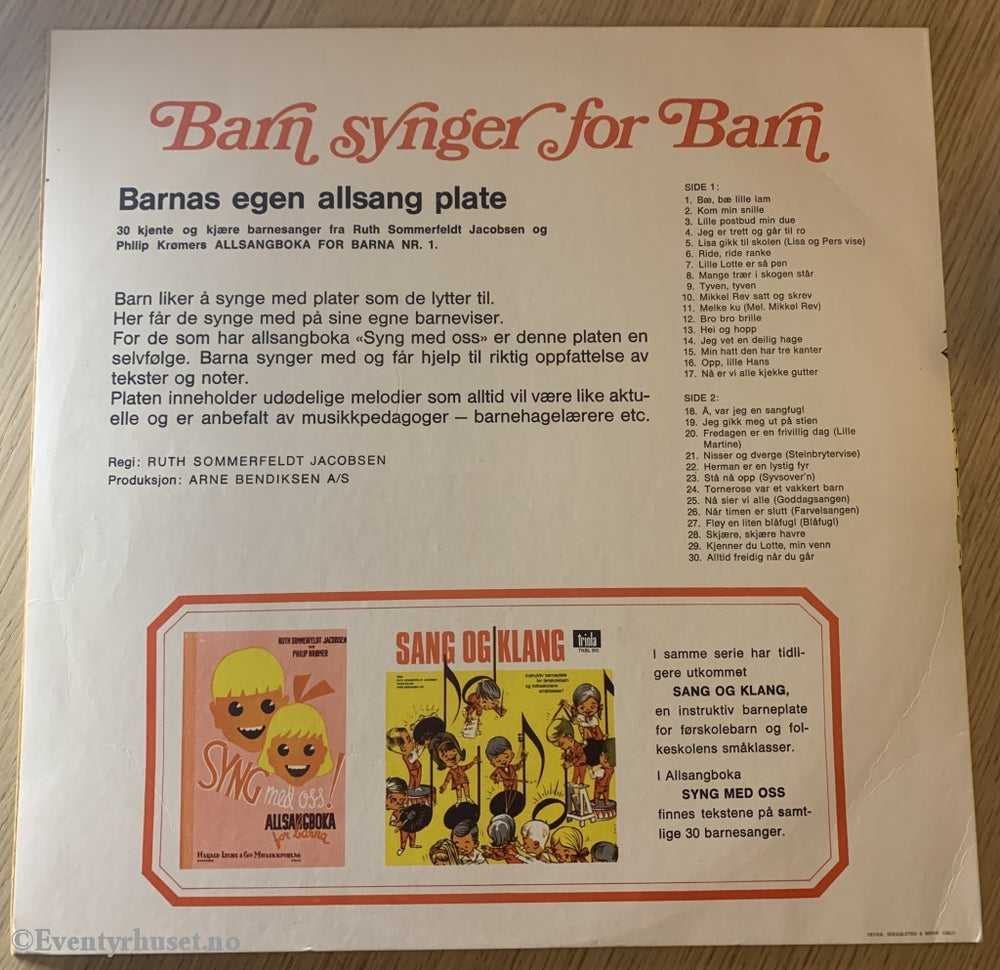 Barn synger for Barn
Barnas egen allsang plate
30 kjente og kjære barnesanger fra Ruth Sommerfeldt Jacobsen og
Philip Krømers ALLSANGBOKA FOR BARNA NR. 1.
Barn liker å synge med plater som de lytter til.
Her får de synge med på sine egne barneviser.
For de som har allsangboka «Syng med oss» er denne platen en
selvfølge. Barna synger med og får hjelp til riktig oppfattelse av
tekster og noter.
Platen inneholder udødelige melodier som alltid vil være like aktu-
elle og er anbefalt av musikkpedagoger – barnehagelærere etc.
Regi: RUTH SOMMERFELDT JACOBSEN
Produksjon: ARNE BENDIKSEN A/S
SIDE 1:
1. Bæ, bæ lille lam
2. Kom min snille
3. Lille postbud min due
4. Jeg er trett og går til ro
5. Lisa gikk til skolen (Lisa og Pers vise)
6. Ride, ride ranke
7. Lille Lotte er så pen
8. Mange trær i skogen står
9. Tyven, tyven
10. Mikkel Rev satt og skrev
11. Melke ku (Mel. Mikkel Rev)
12. Bro bro brille
13. Hei og hopp
14. Jeg vet en deilig hage
15. Min hatt den har tre kanter
16. Opp, lille Hans
17. Nå er vi alle kjekke gutter
SIDE 2:
18. Å, var jeg en sangfugl
19. Jeg gikk meg ut på stien
20. Fredagen er en frivillig dag (Lille
Martine)
21. Nisser og dverge (Steinbrytervise)
22. Herman er en lystig fyr
23. Stå nå opp (Syvsover'n)
24. Tornerose var et vakkert barn
25. Nå sier vi alle (Goddagsangen)
26. Når timen er slutt (Farvelsangen)
27. Fløy en liten blåfugl (Blåfugl)
28. Skjære, skjære havre
29. Kjenner du Lotte, min venn
30. Alltid freidig når du går
RUTH SOMMERFELDT JACOBSEN
OG
PHILIP KRØMER
SYNG med oss!
ALLSANGBOKA
for barna
SANG OG KLANG
triola
Instruktiv barneplate
for førskolebarn
og folkeskolens
småklasser!
I samme serie har tidli-
gere utkommet
SANG OG KLANG,
en instruktiv barneplate
for førskolebarn og fol-
keskolens småklasser.
I Allsangboka
SYNG MED OSS
finnes tekstene på samt-
lige 30 barnesanger.
©Eventyrhuset.no